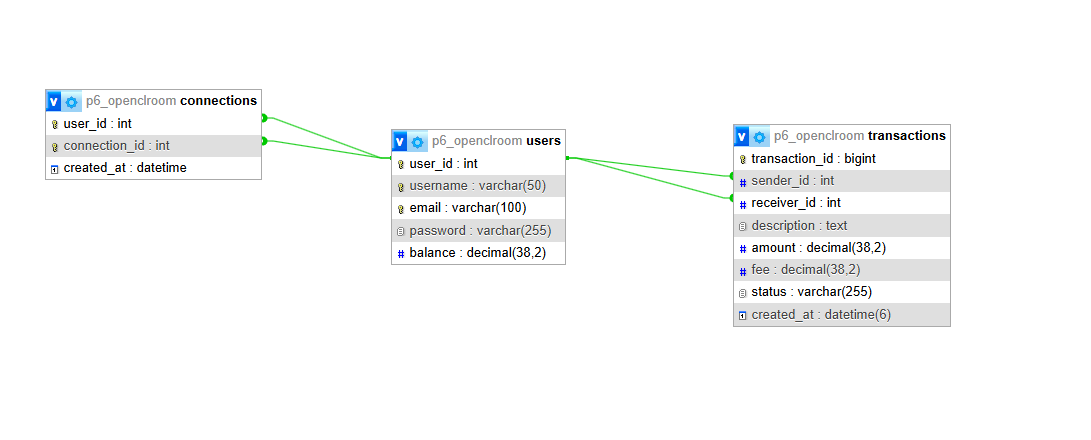 v p6_openclroom connections
user_id : int
connection_id : int
created_at : datetime
v p6_openclroom users
user_id : int
username : varchar(50)
email : varchar(100)
password : varchar(255)
balance : decimal(38,2)
v p6_openclroom transactions
transaction_id : bigint
# sender_id : int
# receiver_id : int
description : text
# amount : decimal(38,2)
# fee : decimal(38,2)
status : varchar(255)
created_at : datetime(6)